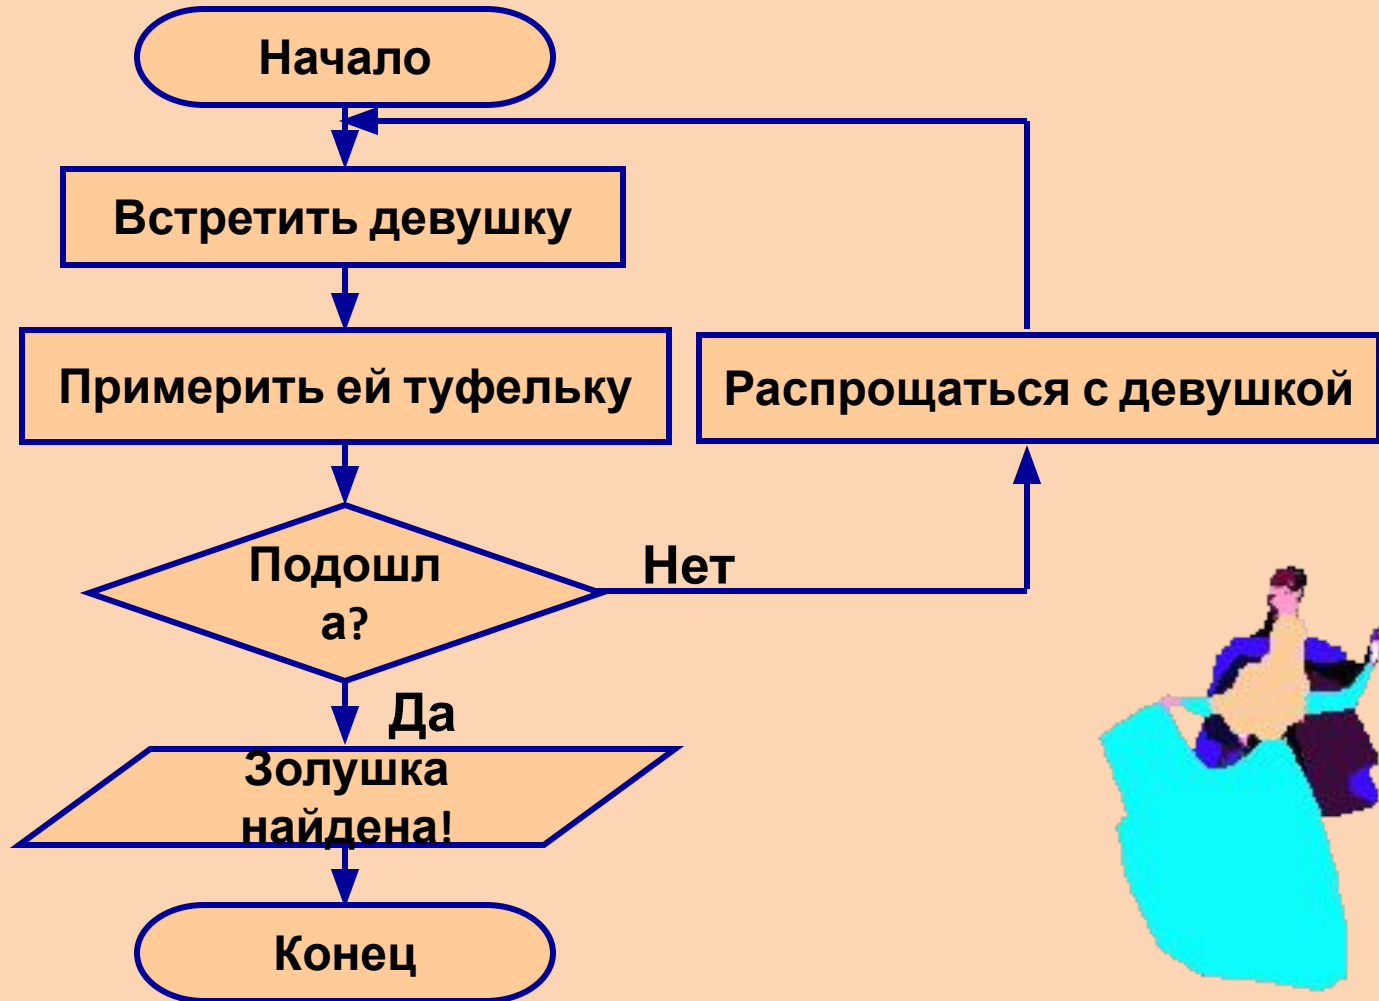 Начало
Встретить девушку
Примерить ей туфельку
Распрощаться с девушкой
Подошл
а?
Нет
Да
Золушка
найдена!
Конец